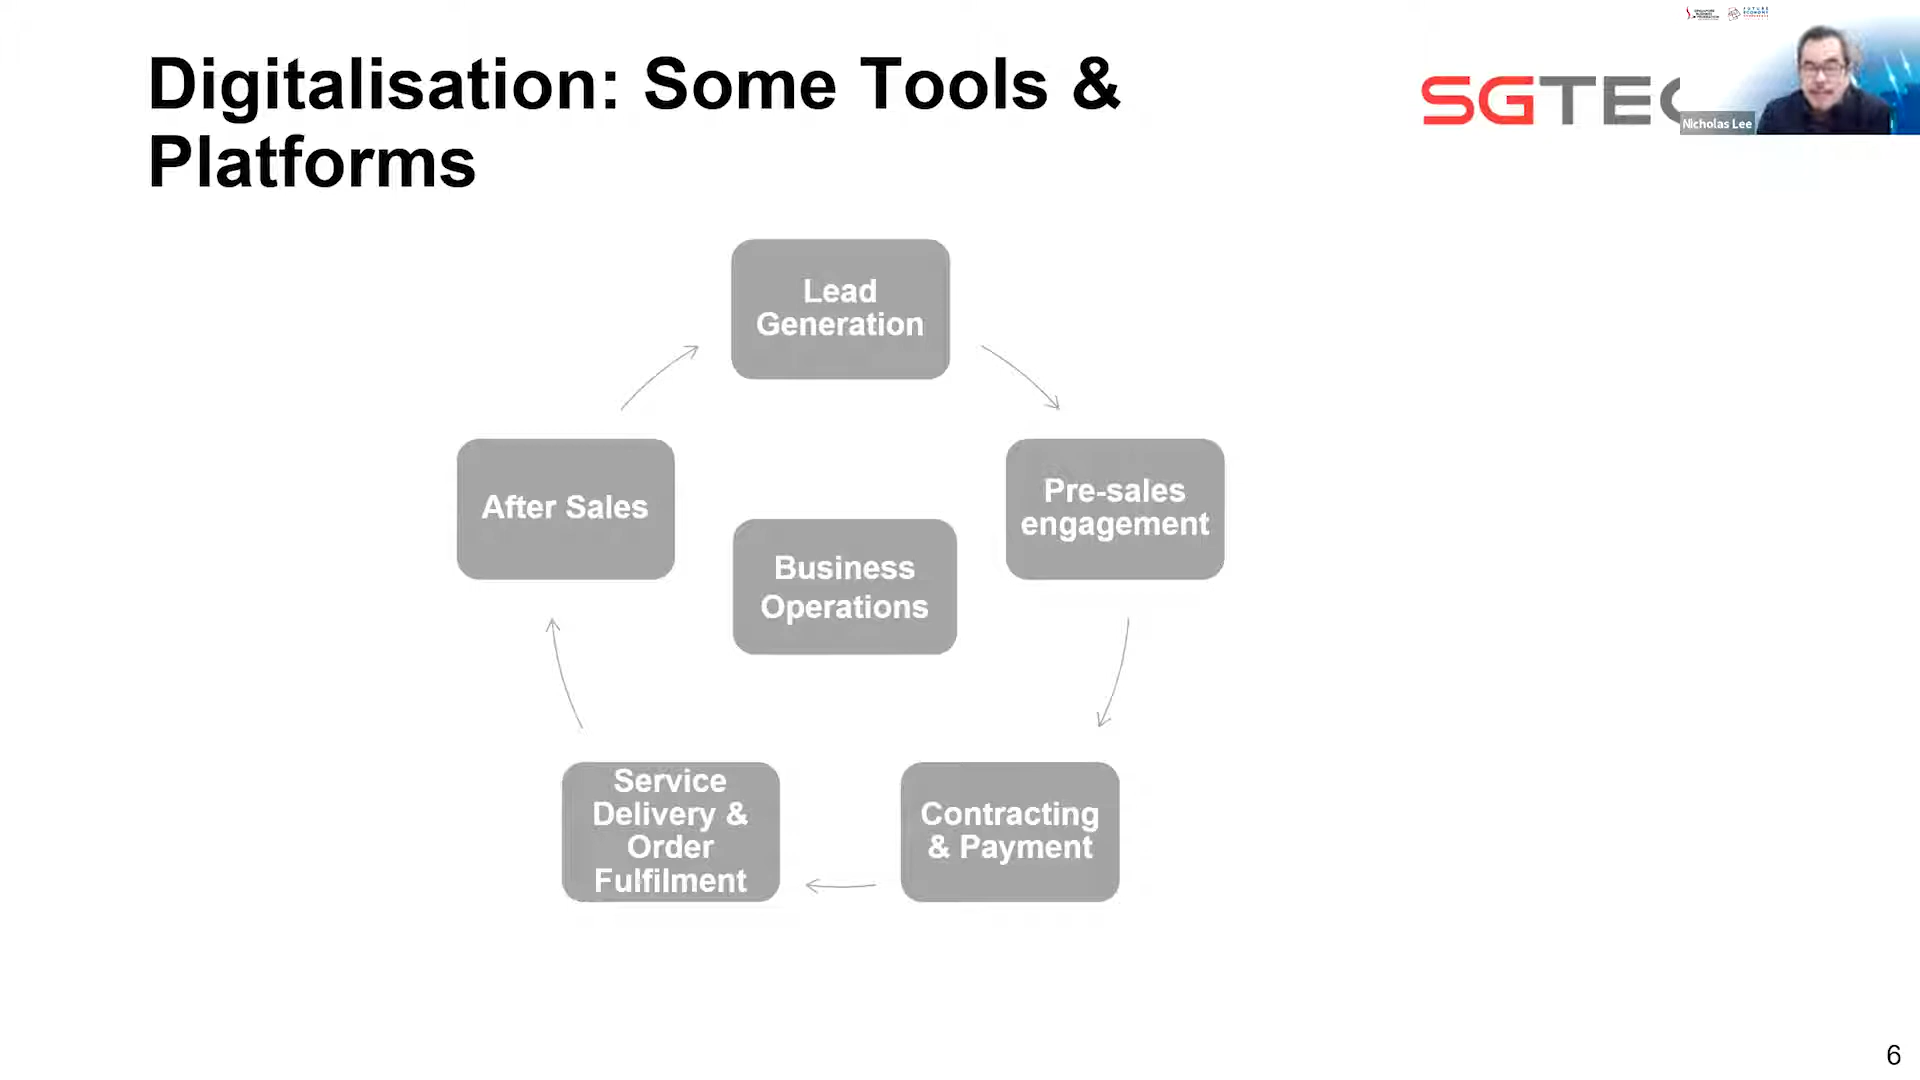 Digitalisation: Some Tools &
Platforms
SGTEC
Nicholas Lee
Lead
Generation
After Sales
Pre-sales
engagement
Business
Operations
Service
Delivery &
Order
Fulfilment
Contracting
& Payment
6